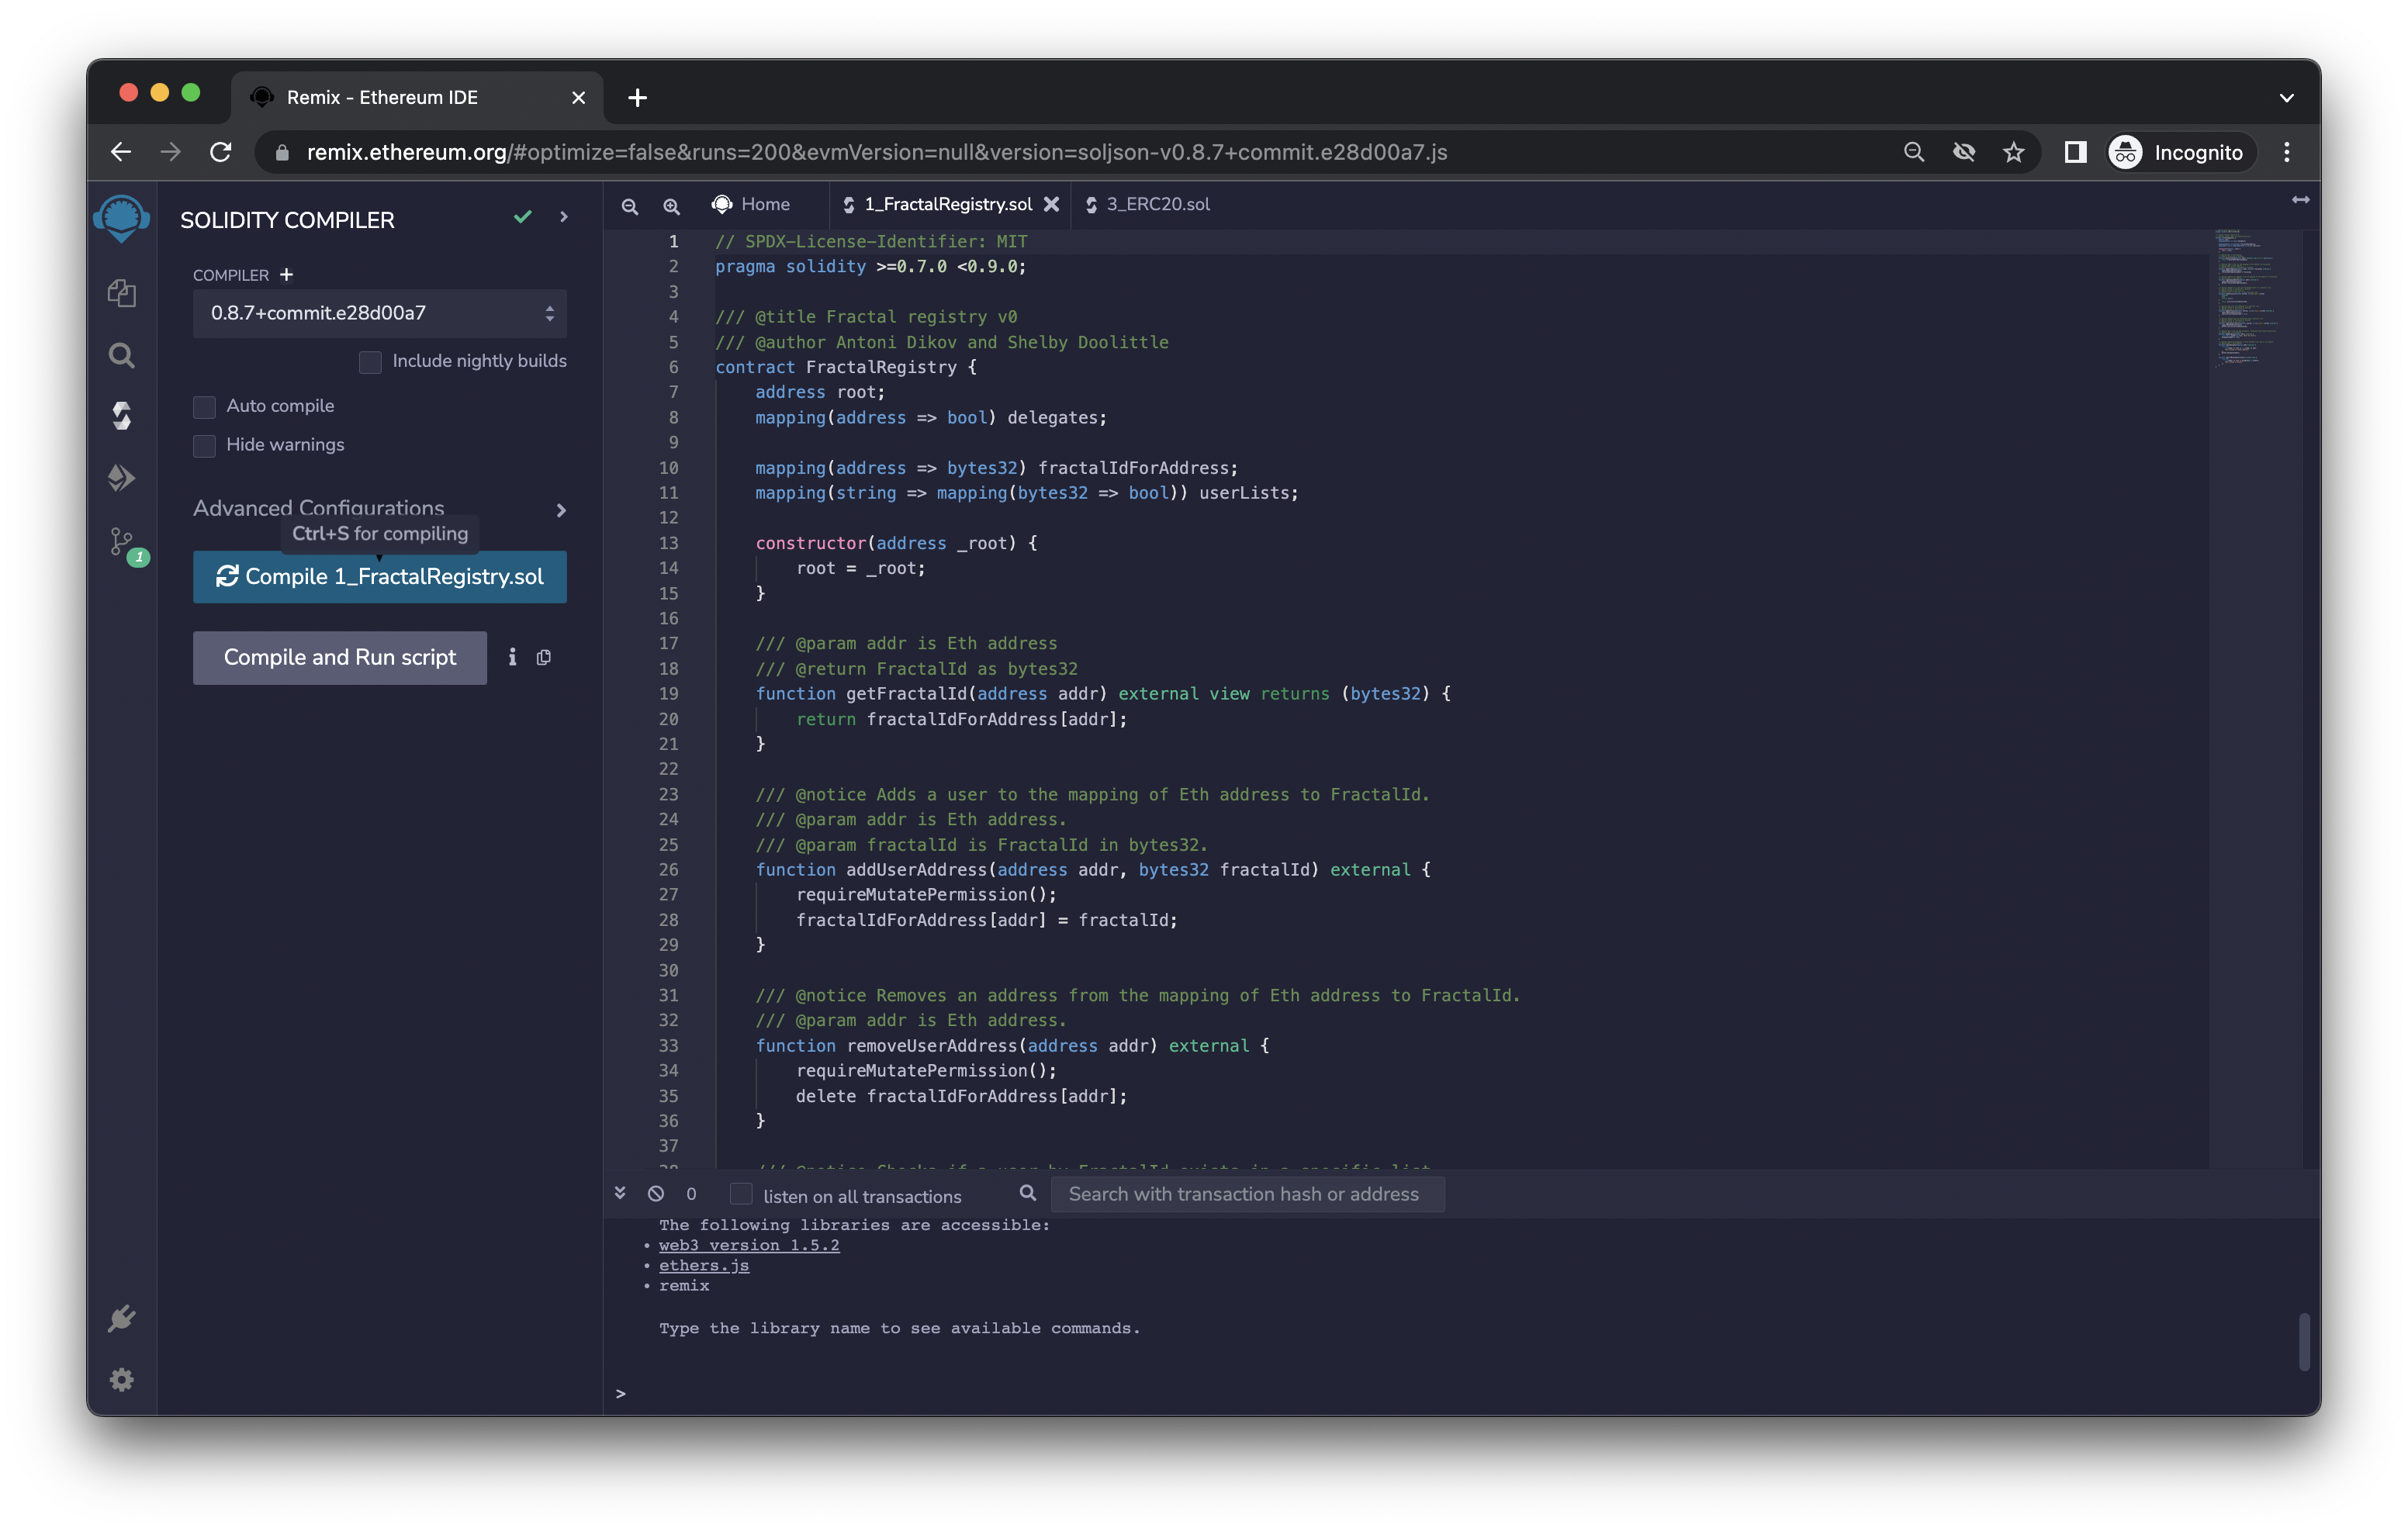 Remix - Ethereum IDE
remix.ethereum.org/#optimize=false&runs=200&evmVersion=null&version=soljson-v0.8.7+commit.e28d00a7.js
Incognito
SOLIDITY COMPILER
COMPILER
0.8.7+commit.e28d00a7
Include nightly builds
Auto compile
Hide warnings
Advanced Configurations
Ctrl+S for compiling
Compile 1_FractalRegistry.sol
Compile and Run script
1
Home
1_FractalRegistry.sol
3_ERC20.sol
1 // SPDX-License-Identifier: MIT
2 pragma solidity >=0.7.0 <0.9.0;
3
4 /// @title Fractal registry v0
5 /// @author Antoni Dikov and Shelby Doolittle
6 contract FractalRegistry {
7 address root;
8 mapping(address => bool) delegates;
9
10 mapping(address => bytes32) fractalIdForAddress;
11 mapping(string => mapping(bytes32 => bool)) userLists;
12
13 constructor(address _root) {
14 root = _root;
15 }
16
17 /// @param addr is Eth address
18 /// @return FractalId as bytes32
19 function getFractalId(address addr) external view returns (bytes32) {
20 return fractalIdForAddress[addr];
21 }
22
23 /// @notice Adds a user to the mapping of Eth address to FractalId.
24 /// @param addr is Eth address.
25 /// @param fractalId is FractalId in bytes32.
26 function addUserAddress(address addr, bytes32 fractalId) external {
27 requireMutatePermission();
28 fractalIdForAddress[addr] = fractalId;
29 }
30
31 /// @notice Removes an address from the mapping of Eth address to FractalId.
32 /// @param addr is Eth address.
33 function removeUserAddress(address addr) external {
34 requireMutatePermission();
35 delete fractalIdForAddress[addr];
36 }
37
38 /// @notice Checks if a user by FractalId exists in a specific list
0
listen on all transactions
Search with transaction hash or address
The following libraries are accessible:
• web3 version 1.5.2
• ethers.js
• remix
Type the library name to see available commands.
>